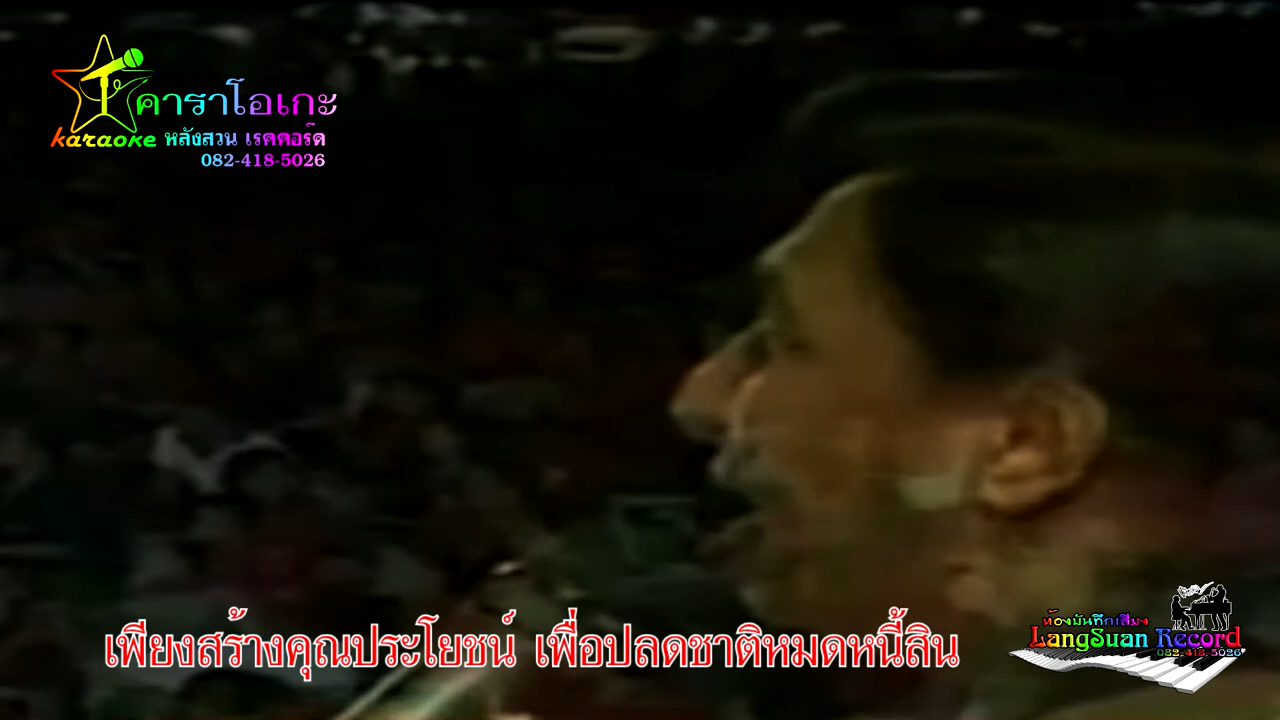 คาราโอเกะ
karaoke หลังสวน เรคคอร์ด
082-418-5026
เพียงสร้างคุณประโยชน์ เพื่อปลดชาติหมดหนี้สิน
ห้องบันทึกเสียง
LangSuan Record
082-418-5026